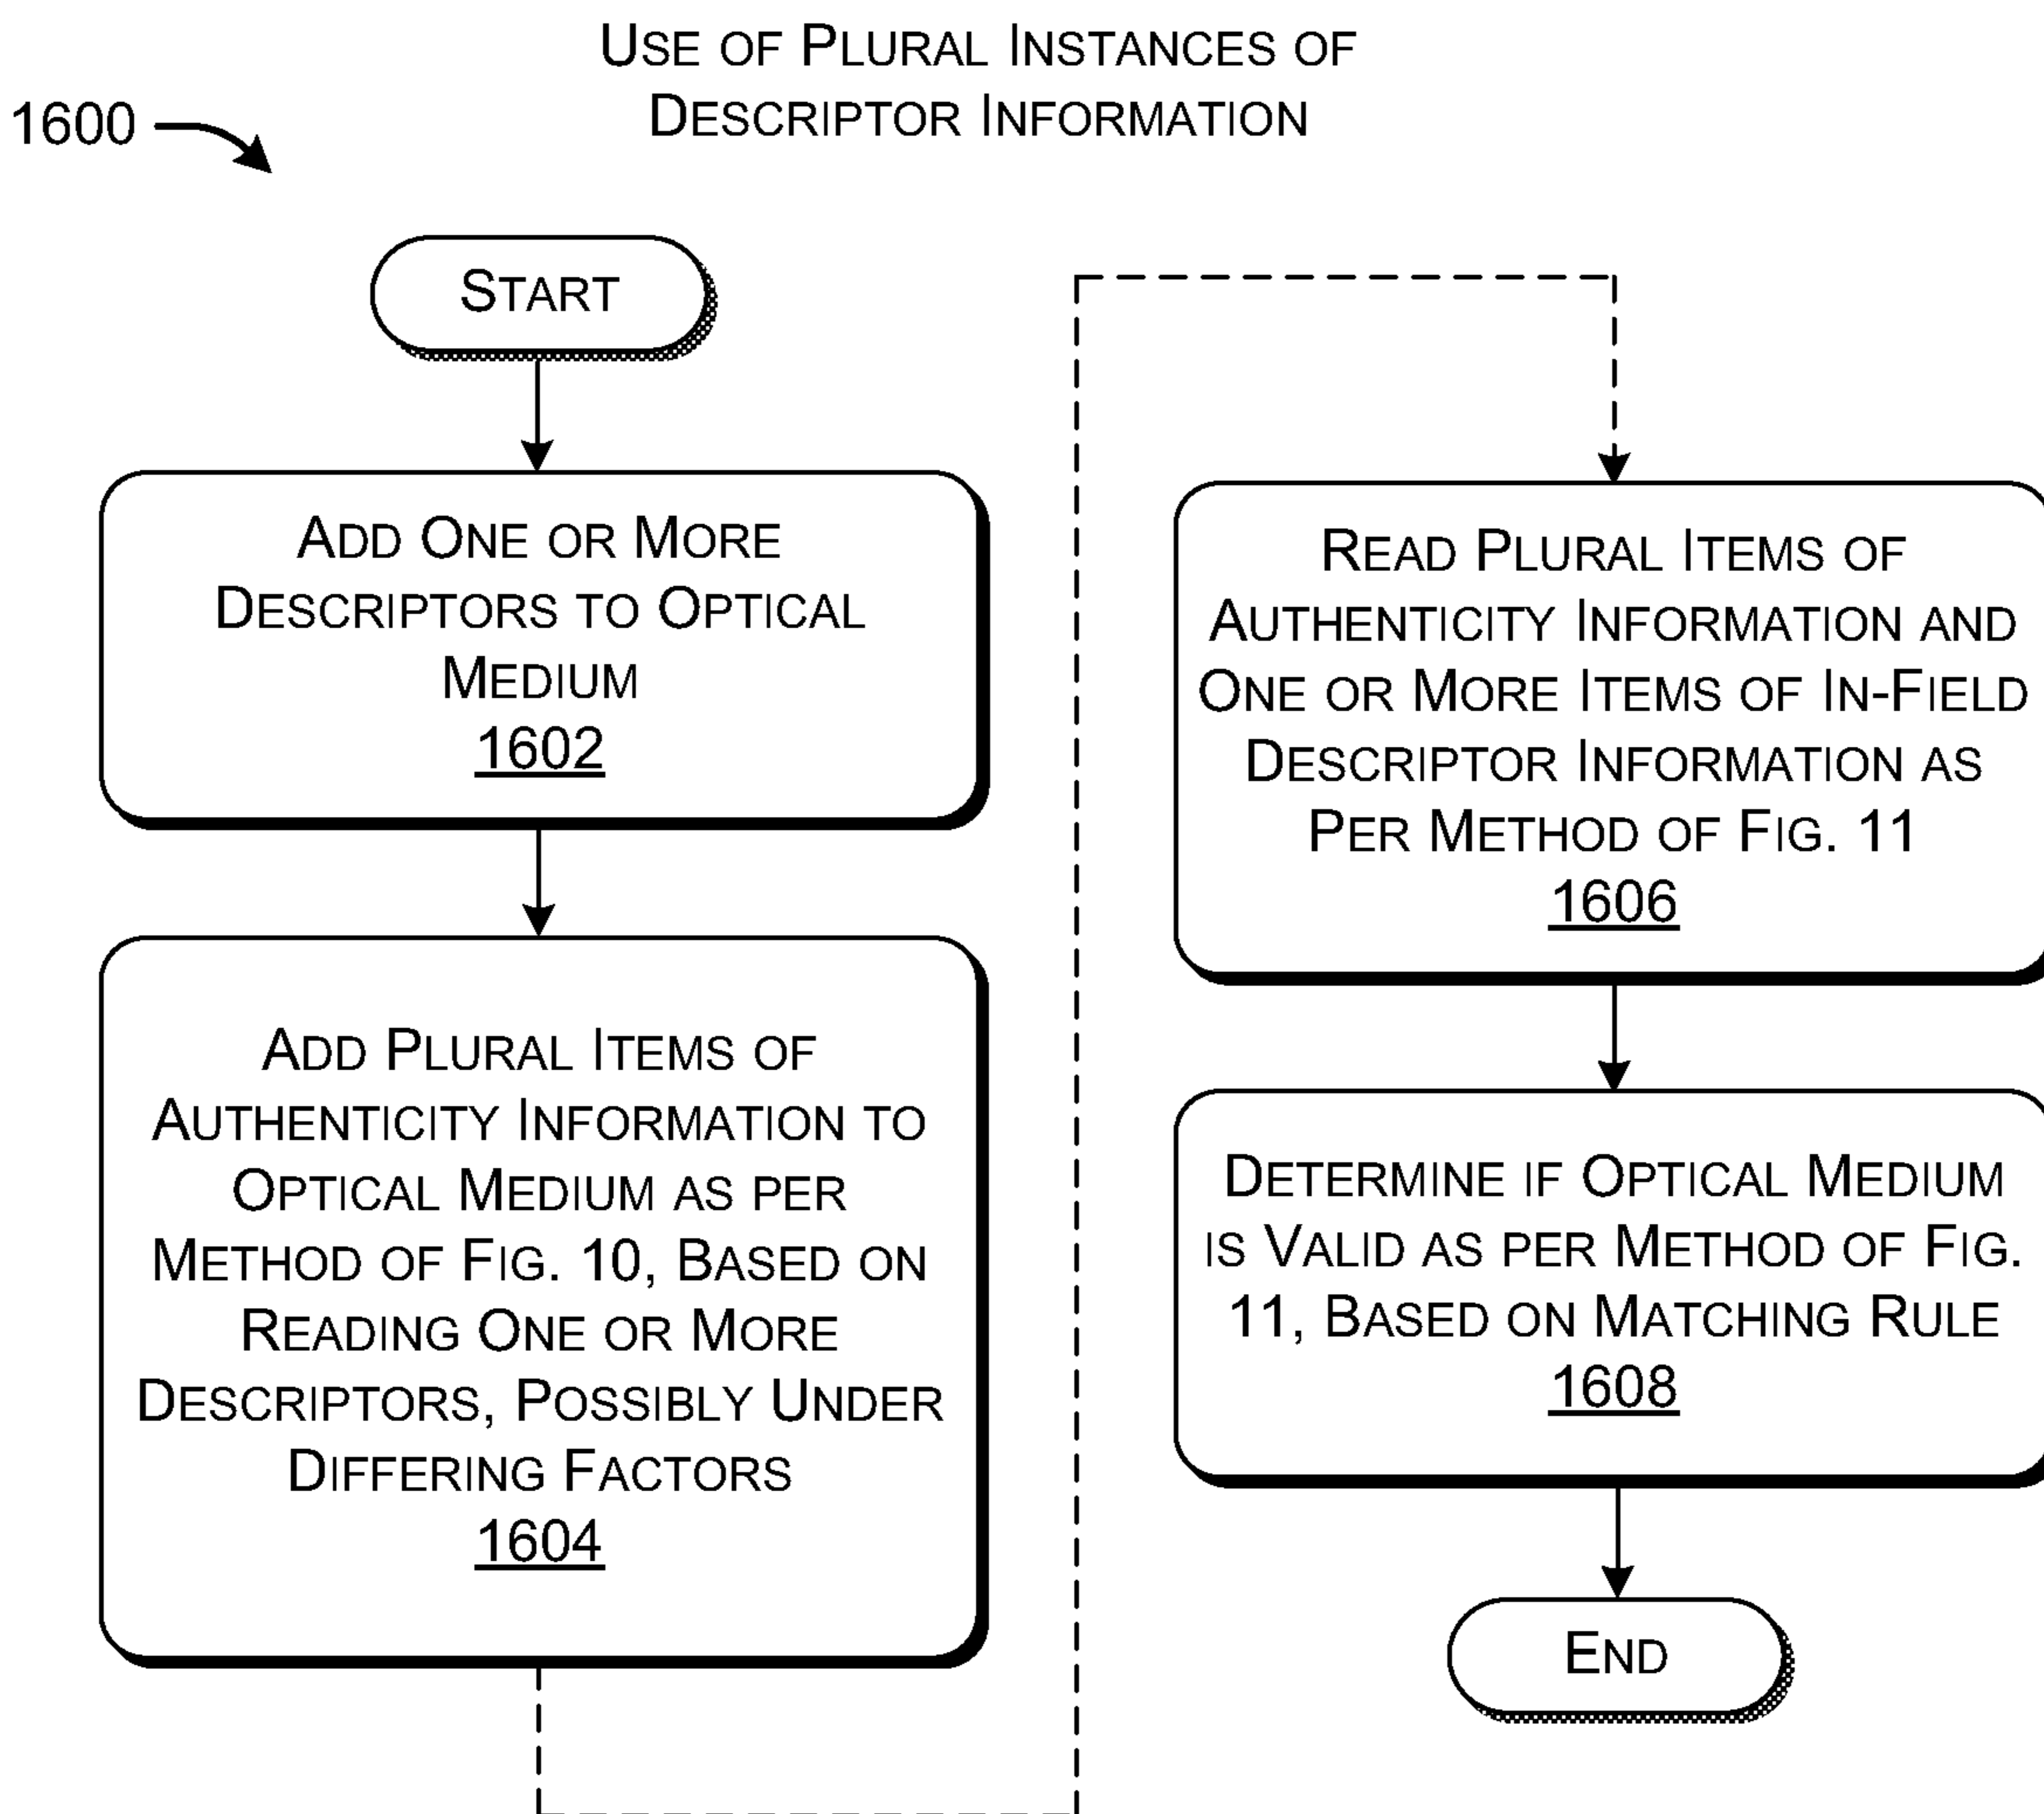 USE OF PLURAL INSTANCES OF
DESCRIPTOR INFORMATION
1600
START
ADD ONE OR MORE
DESCRIPTORS TO OPTICAL
MEDIUM
1602
ADD PLURAL ITEMS OF
AUTHENTICITY INFORMATION TO
OPTICAL MEDIUM AS PER
METHOD OF FIG. 10, BASED ON
READING ONE OR MORE
DESCRIPTORS, POSSIBLY UNDER
DIFFERING FACTORS
1604
READ PLURAL ITEMS OF
AUTHENTICITY INFORMATION AND
ONE OR MORE ITEMS OF IN-FIELD
DESCRIPTOR INFORMATION AS
PER METHOD OF FIG. 11
1606
DETERMINE IF OPTICAL MEDIUM
IS VALID AS PER METHOD OF FIG.
11, BASED ON MATCHING RULE
1608
END